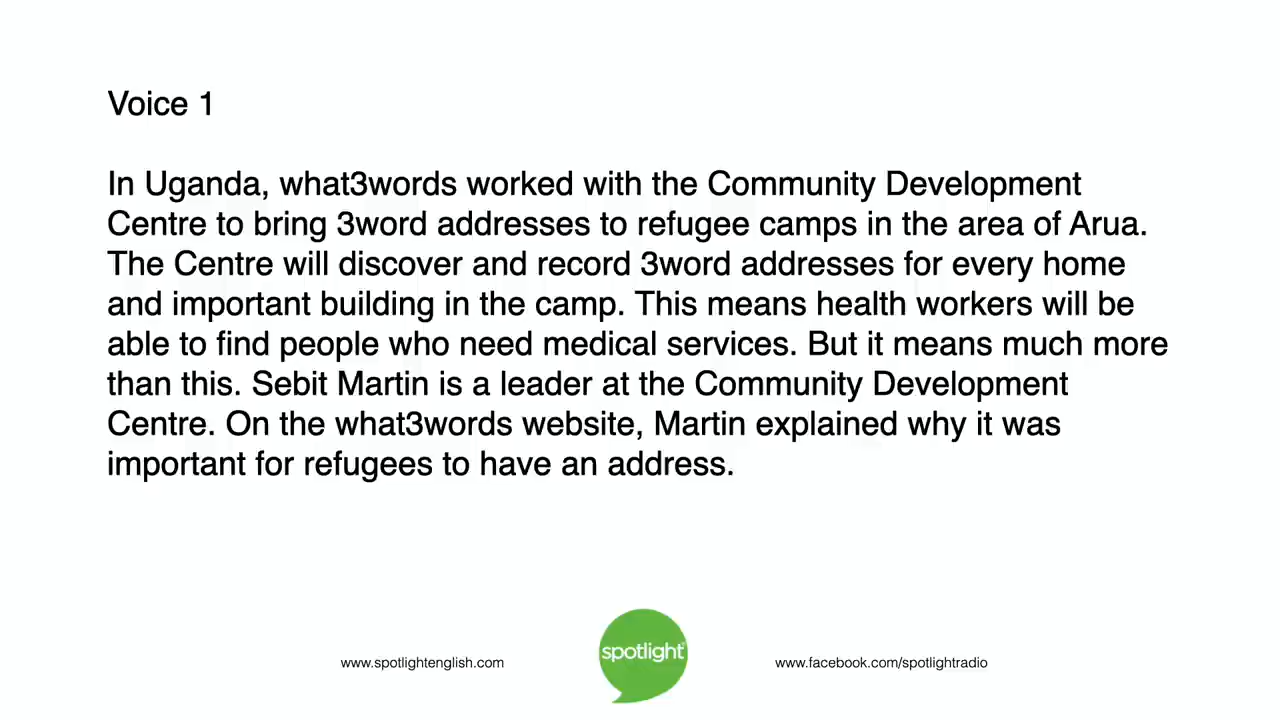 Voice 1
In Uganda, what3words worked with the Community Development
Centre to bring 3word addresses to refugee camps in the area of Arua.
The Centre will discover and record 3word addresses for every home
and important building in the camp. This means health workers will be
able to find people who need medical services. But it means much more
than this. Sebit Martin is a leader at the Community Development
Centre. On the what3words website, Martin explained why it was
important for refugees to have an address.
www.spotlightenglish.com
spotlight
www.facebook.com/spotlightradio